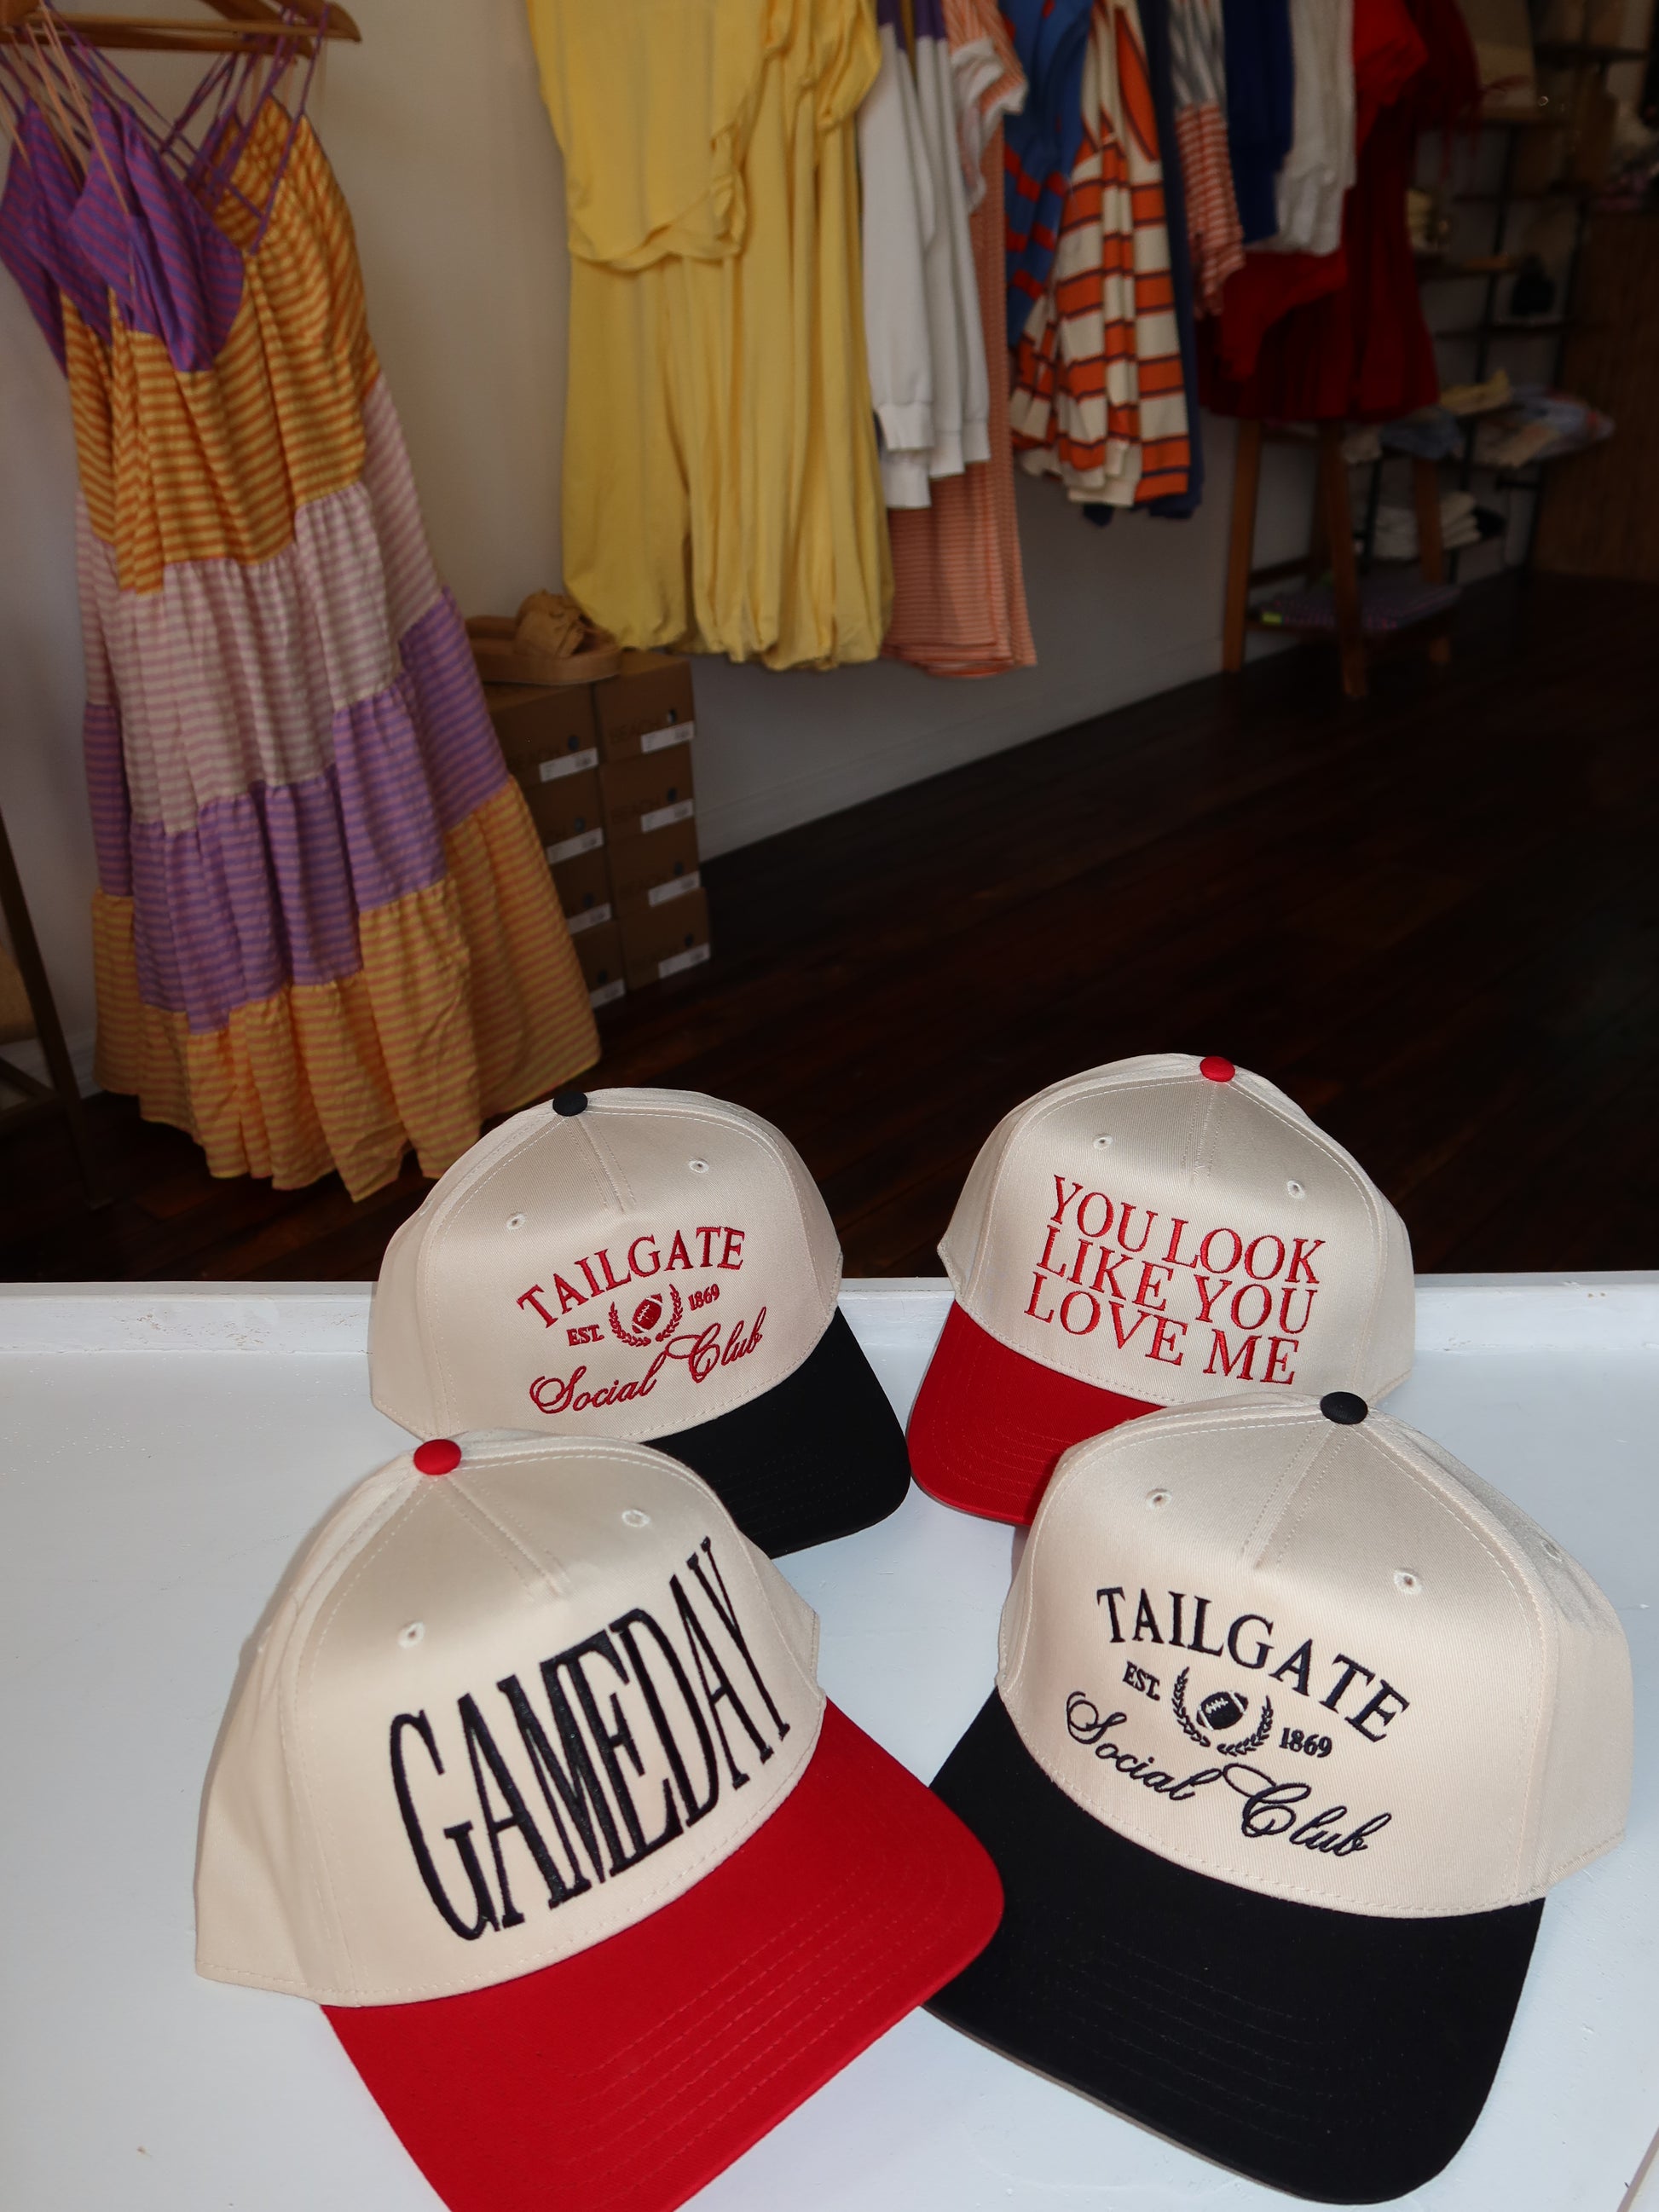 TAILGATE
EST. 1869
Social Club
YOU LOOK
LIKE YOU
LOVE ME
GAMEDAY
TAILGATE
EST. 1869
Social Club